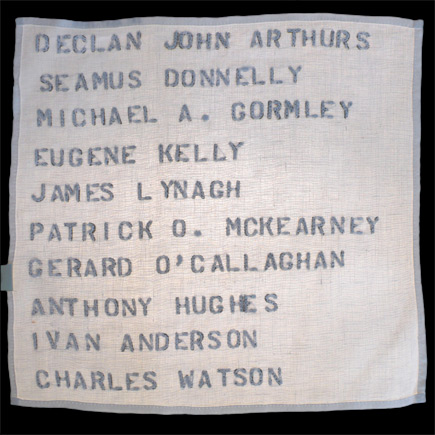 DECLAN JOHN ARTHURS
SEAMUS DONNELLY
MICHAEL A. GORMLEY
EUGENE KELLY
JAMES LYNAGH
PATRICK O. MCKEARNEY
GERARD O'CALLAGHAN
ANTHONY HUGHES
IVAN ANDERSON
CHARLES WATSON